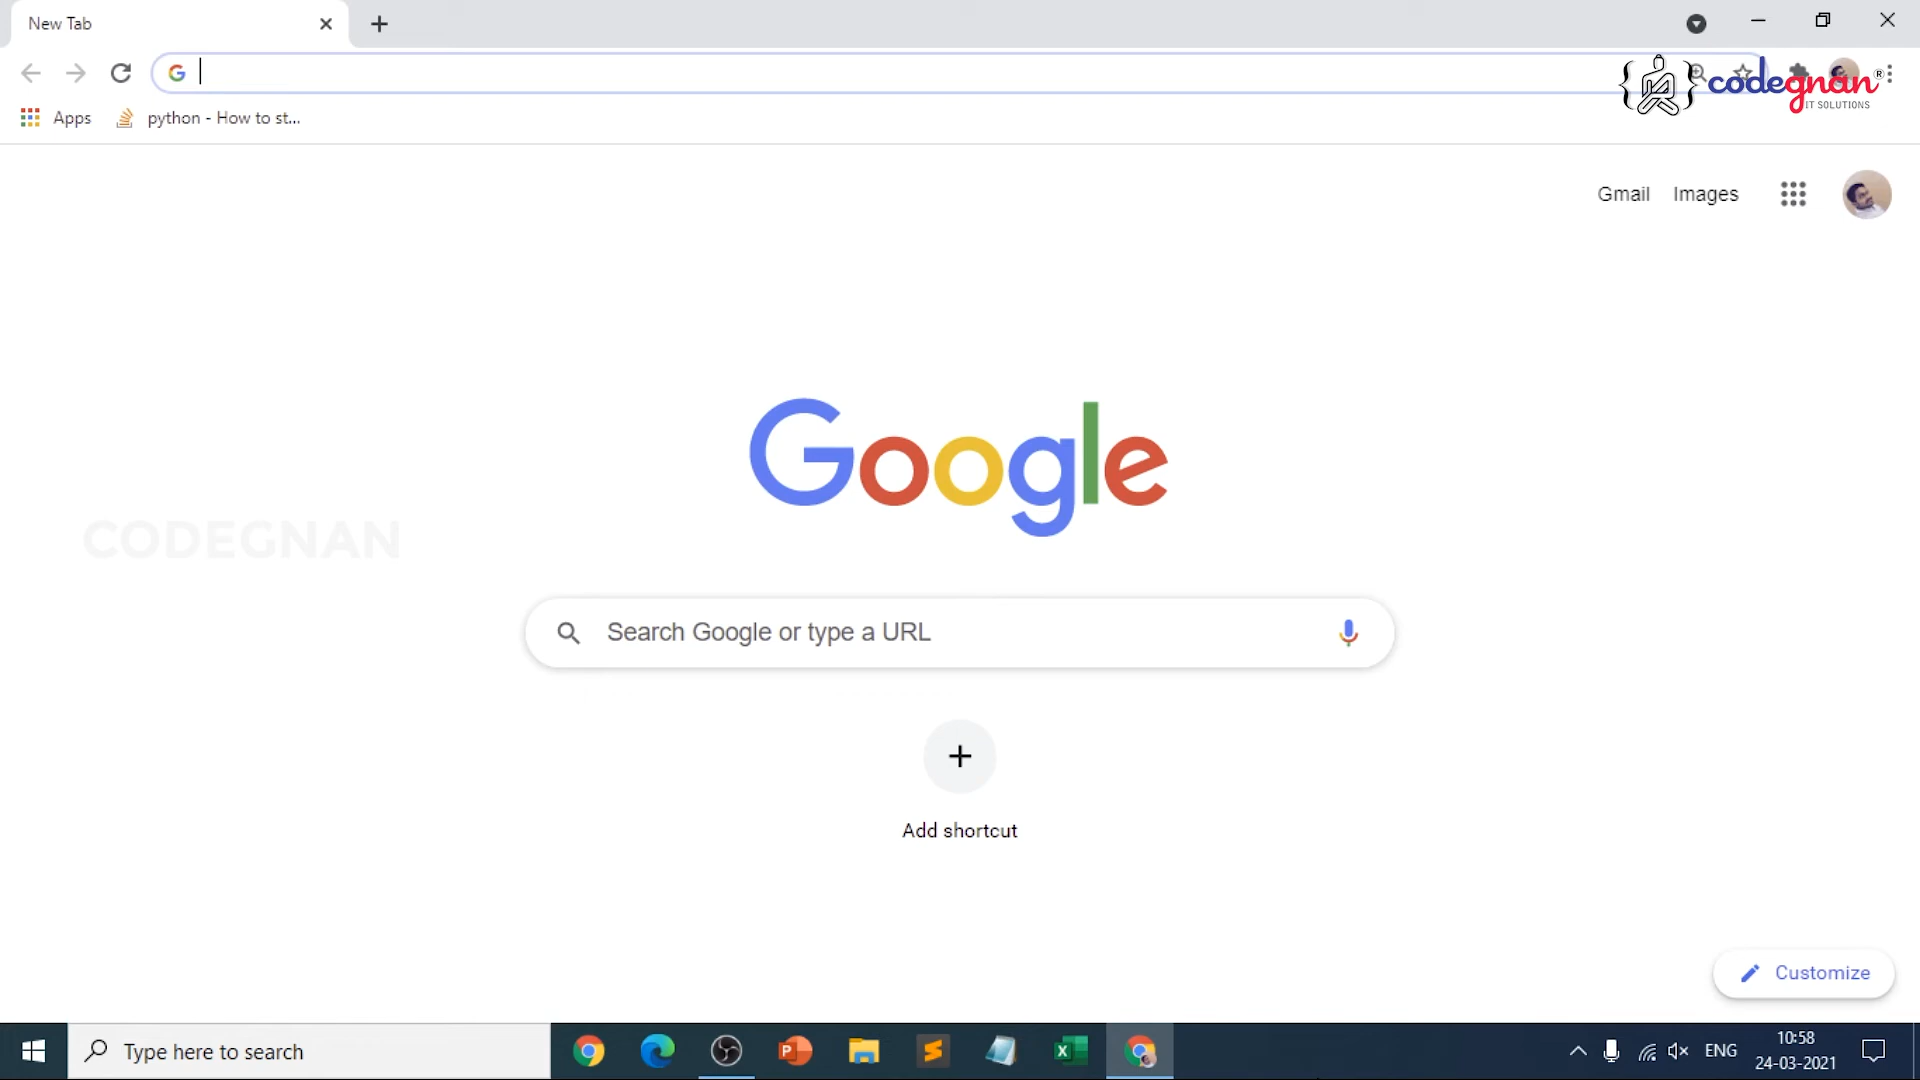 New Tab
codegnan®
IT SOLUTIONS
Apps
python - How to st...
Gmail
Images
Google
CODEGNAN
Search Google or type a URL
Add shortcut
Customize
Type here to search
ENG
10:58
24-03-2021